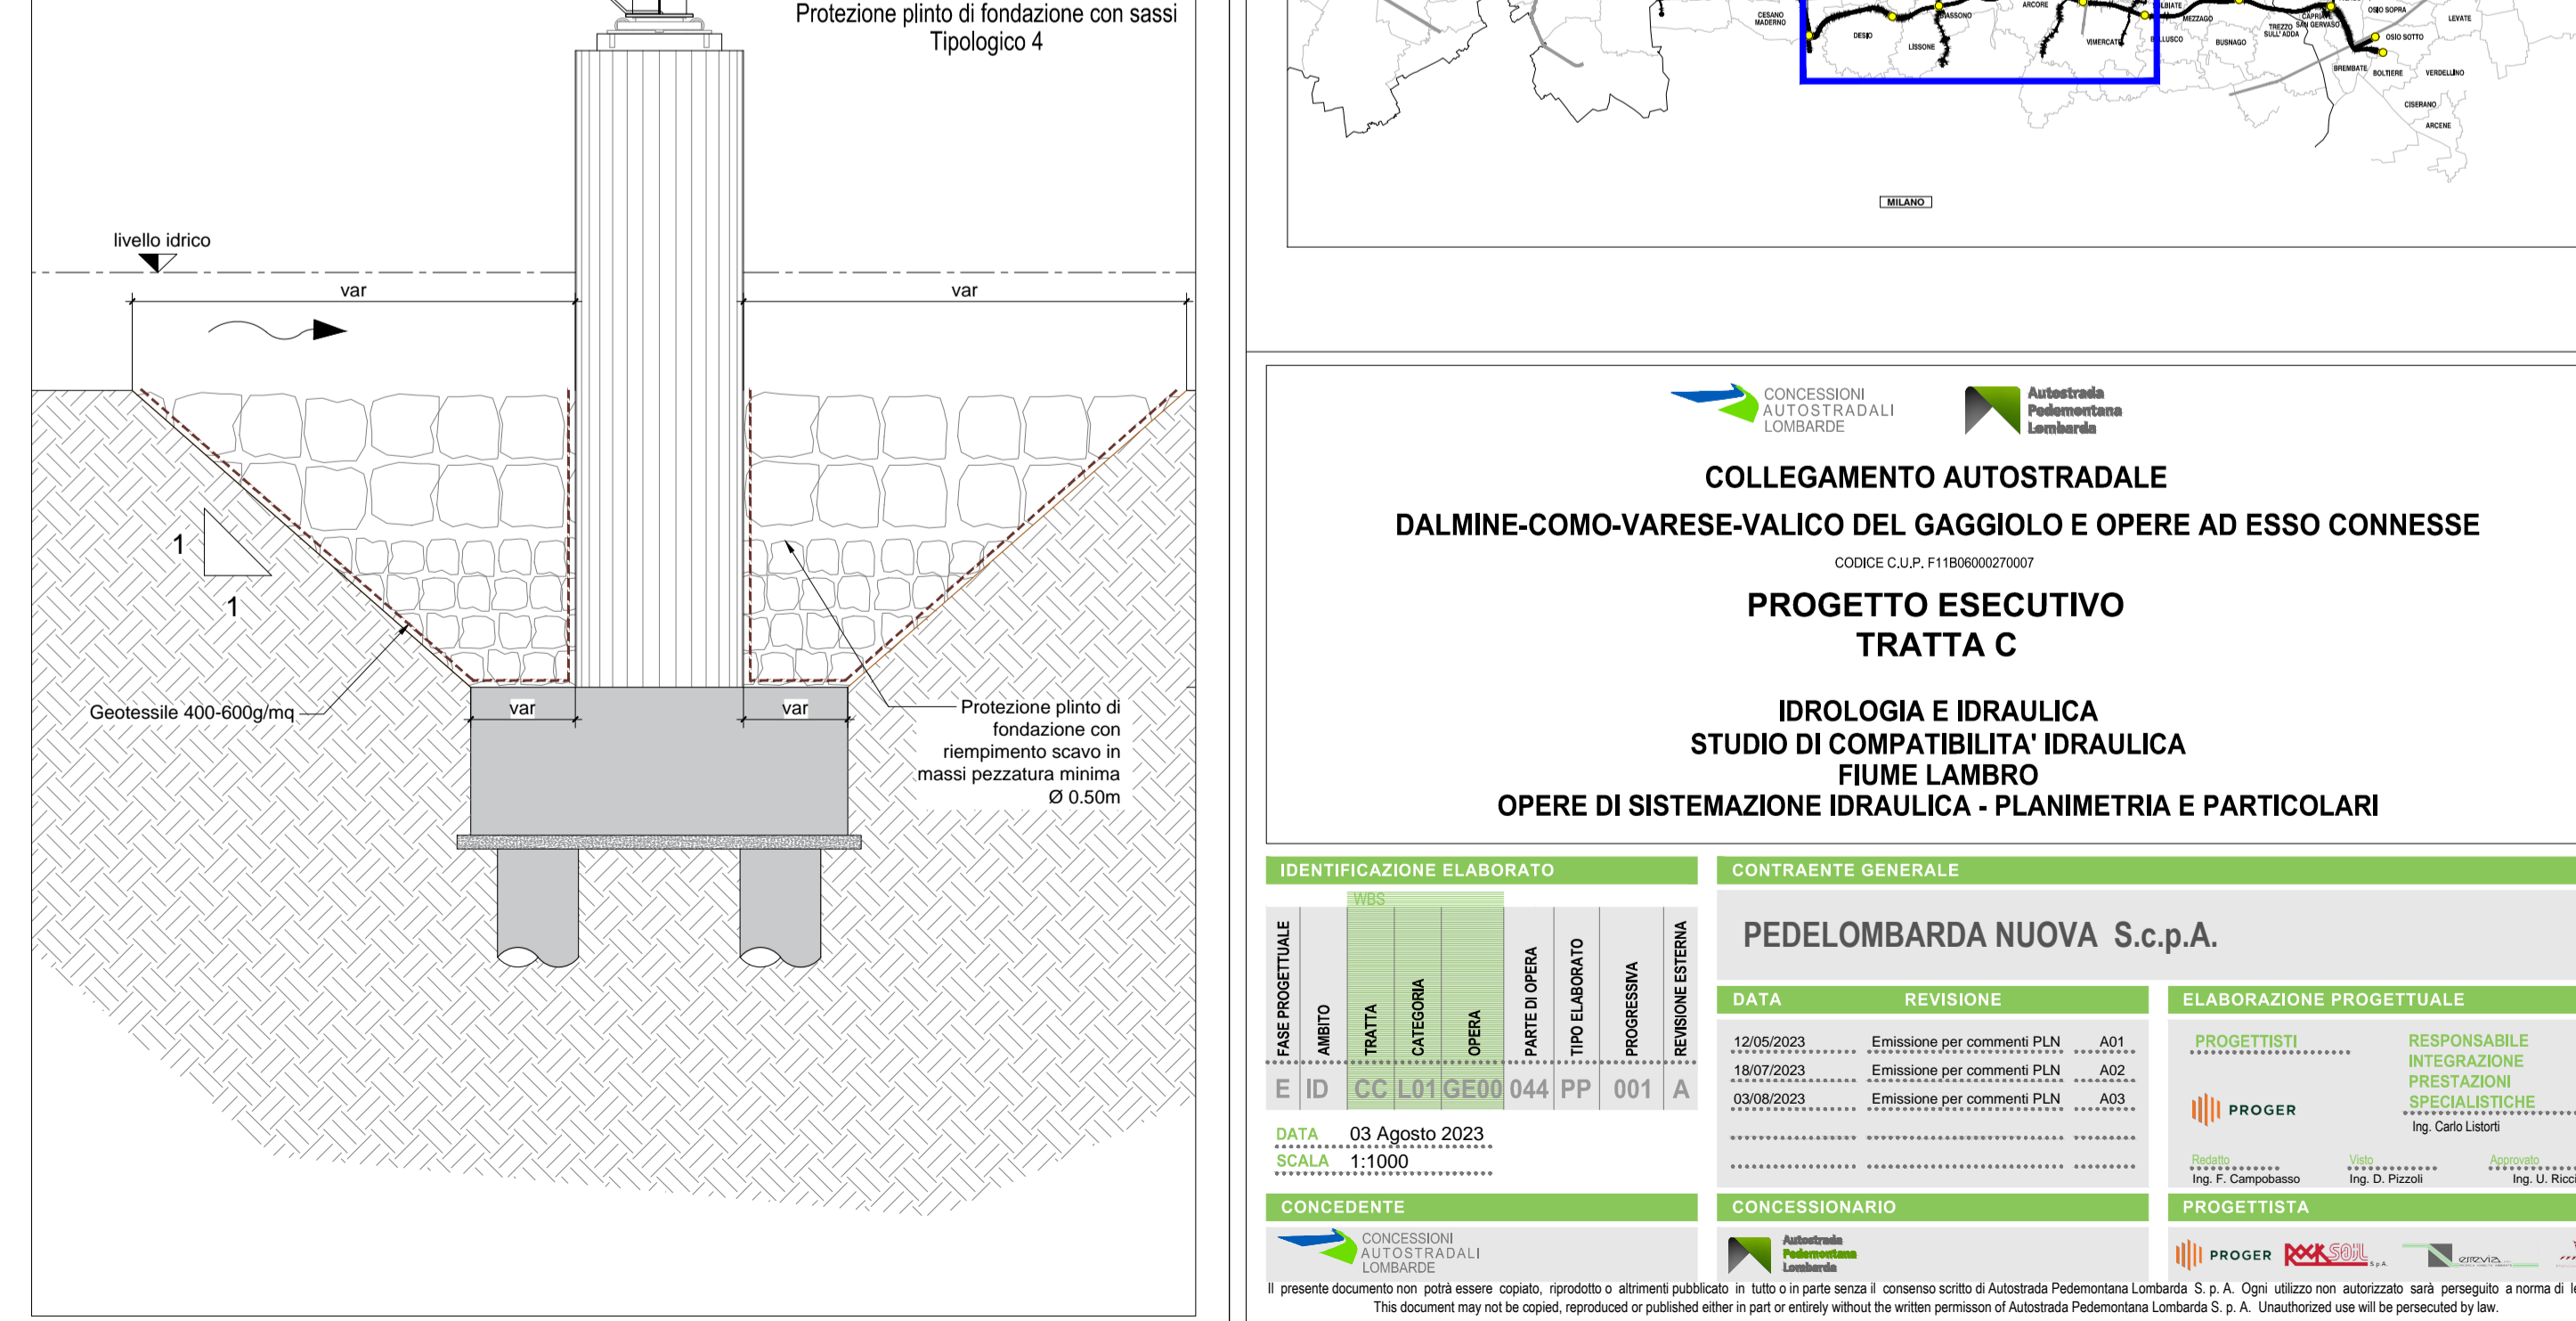 Protezione plinto di fondazione con sassi
Tipologico 4
livello idrico
var
var
1
1
Geotessile 400-600g/mq
var
var
Protezione plinto di
fondazione con
riempimento scavo in
massi pezzatura minima
Ø 0.50m
CESANO
MADERNO
DESIO
LISSONE
ARCORE
MEZZAGO
BUSNAGO
TREZZO
SULL' ADDA
SAN GERVASO
OSIO SOPRA
LEVATE
OSIO SOTTO
BREMBATE
BOLTIERE
VERDELLINO
CISERANO
ARCENE
MILANO
CONCESSIONI
AUTOSTRADALI
LOMBARDE
Autostrada
Pedemontana
Lombarda
COLLEGAMENTO AUTOSTRADALE
DALMINE-COMO-VARESE-VALICO DEL GAGGIOLO E OPERE AD ESSO CONNESSE
CODICE C.U.P. F11B06000270007
PROGETTO ESECUTIVO
TRATTA C
IDROLOGIA E IDRAULICA
STUDIO DI COMPATIBILITA' IDRAULICA
FIUME LAMBRO
OPERE DI SISTEMAZIONE IDRAULICA - PLANIMETRIA E PARTICOLARI
IDENTIFICAZIONE ELABORATO
WBS
FASE PROGETTUALE
AMBITO
TRATTA
CATEGORIA
OPERA
PARTE DI OPERA
TIPO ELABORATO
PROGRESSIVA
REVISIONE ESTERNA
E ID CC L01 GE00 044 PP 001 A
DATA 03 Agosto 2023
SCALA 1:1000
CONTRAENTE GENERALE
PEDELOMBARDA NUOVA S.c.p.A.
DATA REVISIONE
12/05/2023 Emissione per commenti PLN A01
18/07/2023 Emissione per commenti PLN A02
03/08/2023 Emissione per commenti PLN A03
ELABORAZIONE PROGETTUALE
PROGETTISTI
PROGER
RESPONSABILE
INTEGRAZIONE
PRESTAZIONI
SPECIALISTICHE
Ing. Carlo Listorti
Redatto Visto Approvato
Ing. F. Campobasso Ing. D. Pizzoli Ing. U. Ricci
CONCEDENTE
CONCESSIONI
AUTOSTRADALI
LOMBARDE
CONCESSIONARIO
Autostrada
Pedemontana
Lombarda
PROGETTISTA
PROGER ROCKSOIL S.p.A.
Il presente documento non potrà essere copiato, riprodotto o altrimenti pubblicato in tutto o in parte senza il consenso scritto di Autostrada Pedemontana Lombarda S. p. A. Ogni utilizzo non autorizzato sarà perseguito a norma di
This document may not be copied, reproduced or published either in part or entirely without the written permisson of Autostrada Pedemontana Lombarda S. p. A. Unauthorized use will be persecuted by law.